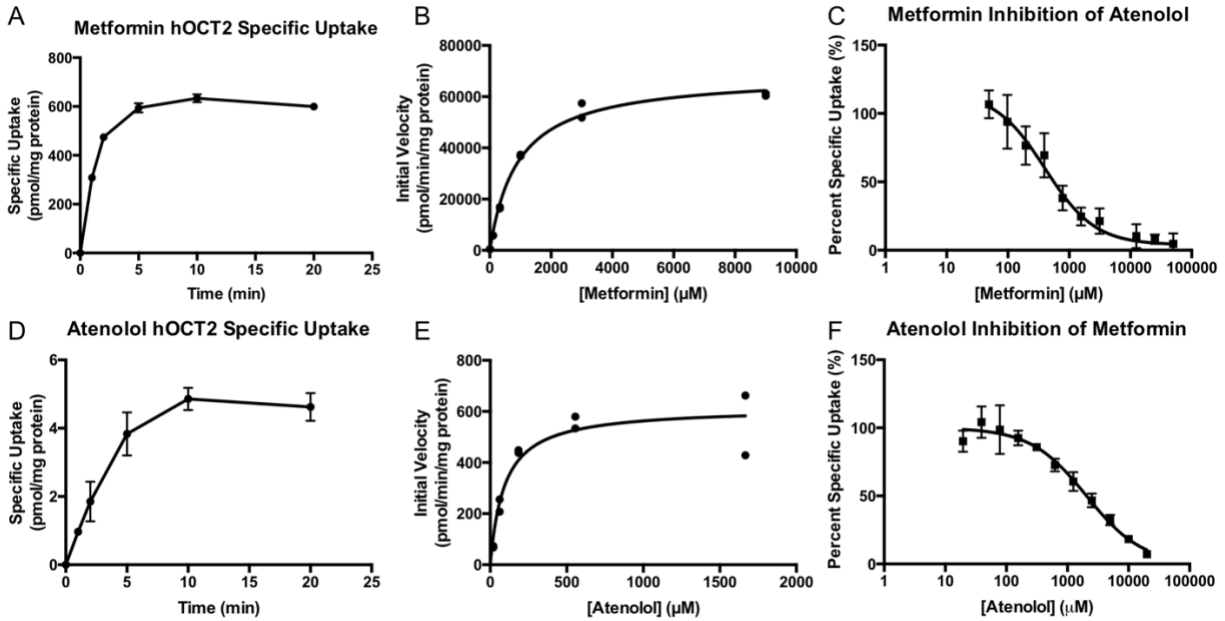 A
Metformin hOCT2 Specific Uptake
Specific Uptake
(pmol/mg protein)
800
600
400
200
0
0 5 10 15 20 25
Time (min)
B
Initial Velocity
(pmol/min/mg protein)
80000
60000
40000
20000
0
0 2000 4000 6000 8000 10000
[Metformin] (µM)
C
Metformin Inhibition of Atenolol
Percent Specific Uptake (%)
150
100
50
0
1 10 100 1000 10000 100000
[Metformin] (µM)
D
Atenolol hOCT2 Specific Uptake
Specific Uptake
(pmol/mg protein)
6
4
2
0
0 5 10 15 20 25
Time (min)
E
Initial Velocity
(pmol/min/mg protein)
800
600
400
200
0
0 500 1000 1500 2000
[Atenolol] (µM)
F
Atenolol Inhibition of Metformin
Percent Specific Uptake (%)
150
100
50
0
1 10 100 1000 10000 100000
[Atenolol] (µM)